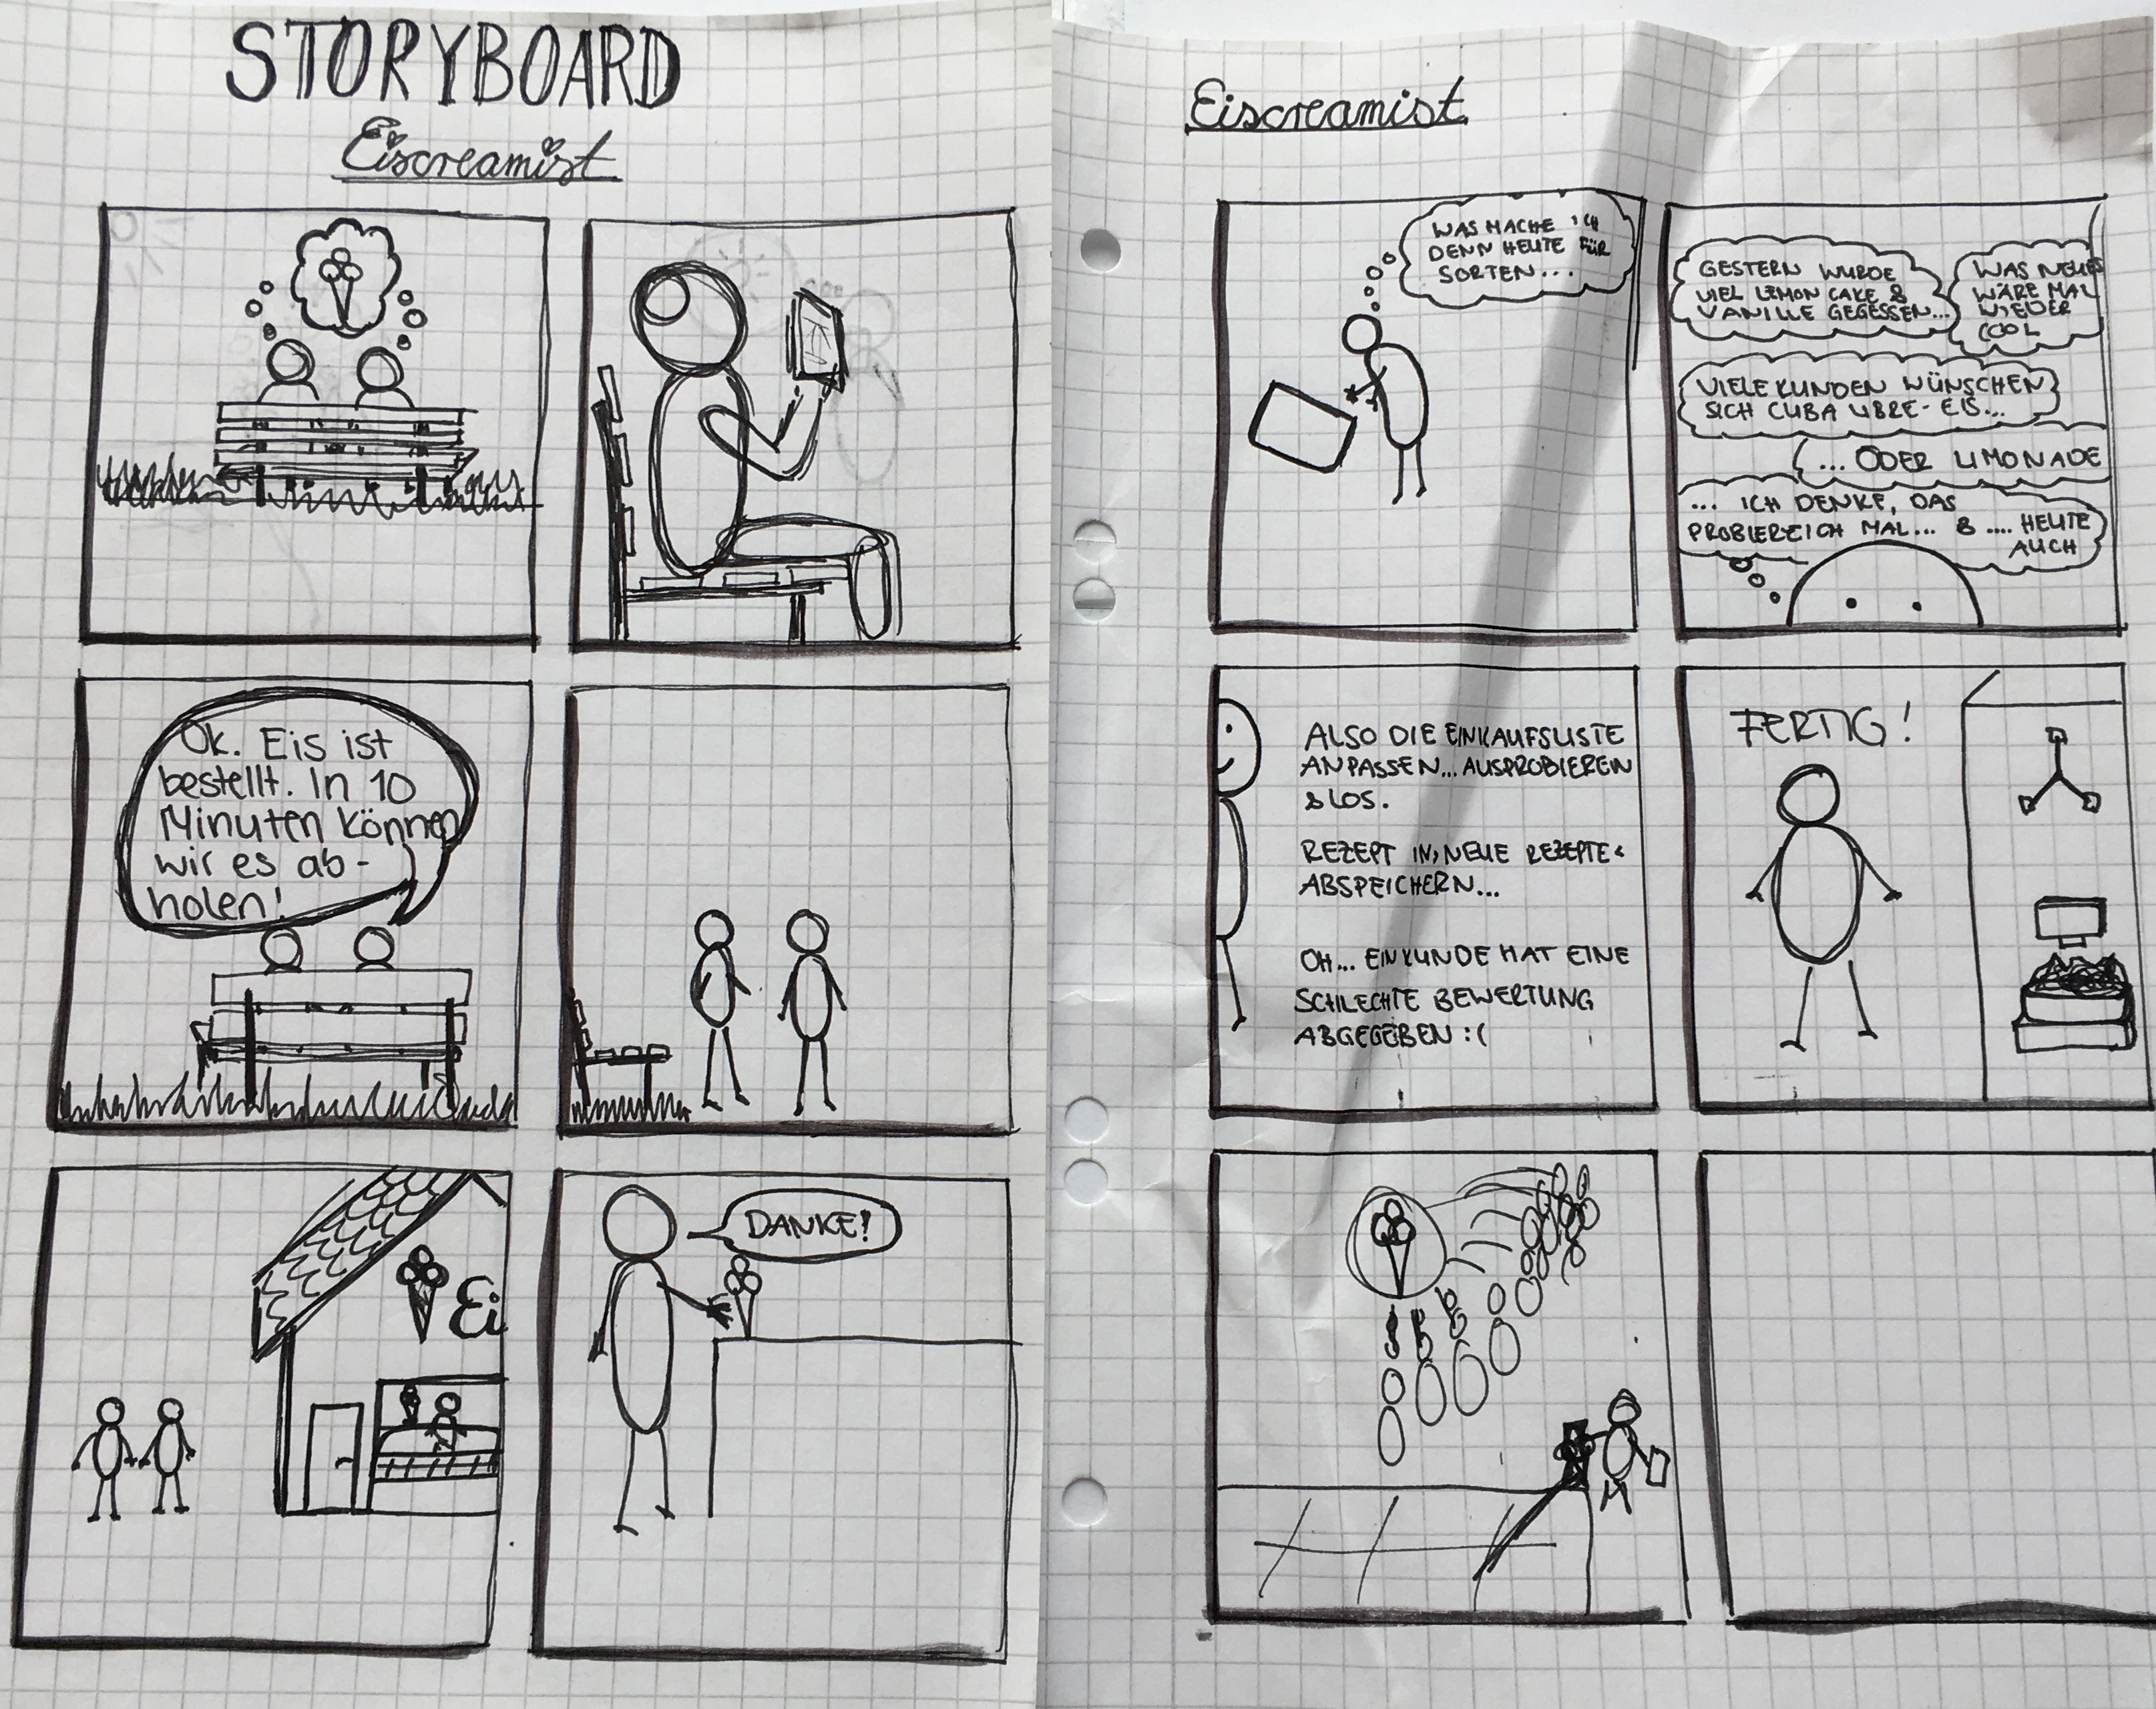 STORYBOARD
Eiscreamist
Ok. Eis ist
bestellt. In 10
Minuten können
wir es ab-
holen!
Ei
DANKE!
Eiscreamist
WAS MACHE ICH
DENN HEUTE FÜR
SORTEN...
GESTERN WURDE
VIEL LEMON CAKE &
VANILLE GEGESSEN...
WAS NEUES
WÄRE MAL
WIEDER
COOL
VIELE KUNDEN WÜNSCHEN
SICH CUBA LIBRE-EIS...
...ODER LIMONADE
... ICH DENKE, DAS
PROBIERE ICH MAL... & .... HEUTE
AUCH
ALSO DIE EINKAUFSLISTE
ANPASSEN... AUSPROBIEREN
& LOS.
REZEPT IN „NEUE REZEPTE“
ABSPEICHERN...
OH... EIN KUNDE HAT EINE
SCHLECHTE BEWERTUNG
ABGEGEBEN :(
FERTIG!